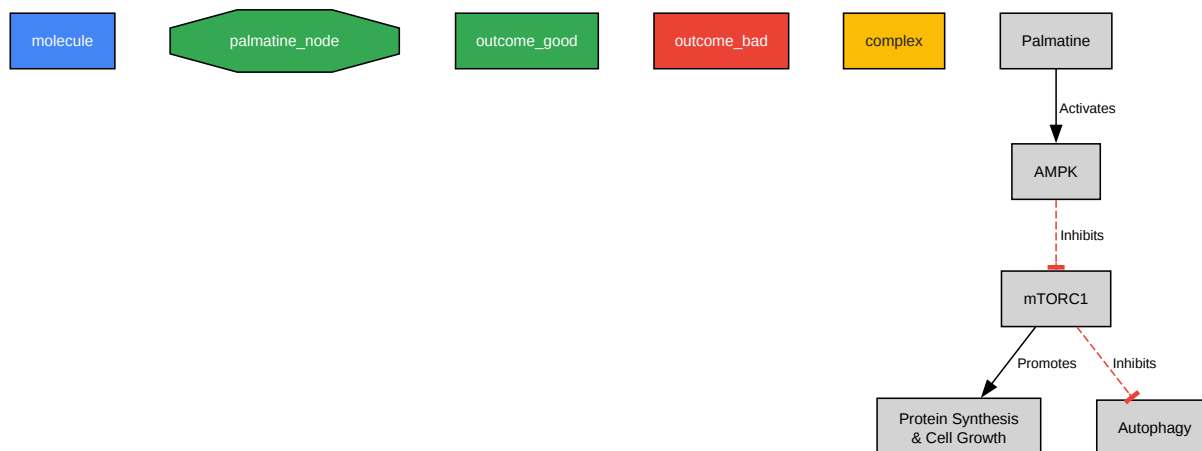 molecule
palmatine_node
outcome_good
outcome_bad
complex
Palmatine
Activates
AMPK
Inhibits
mTORC1
Promotes
Inhibits
Protein Synthesis
& Cell Growth
Autophagy